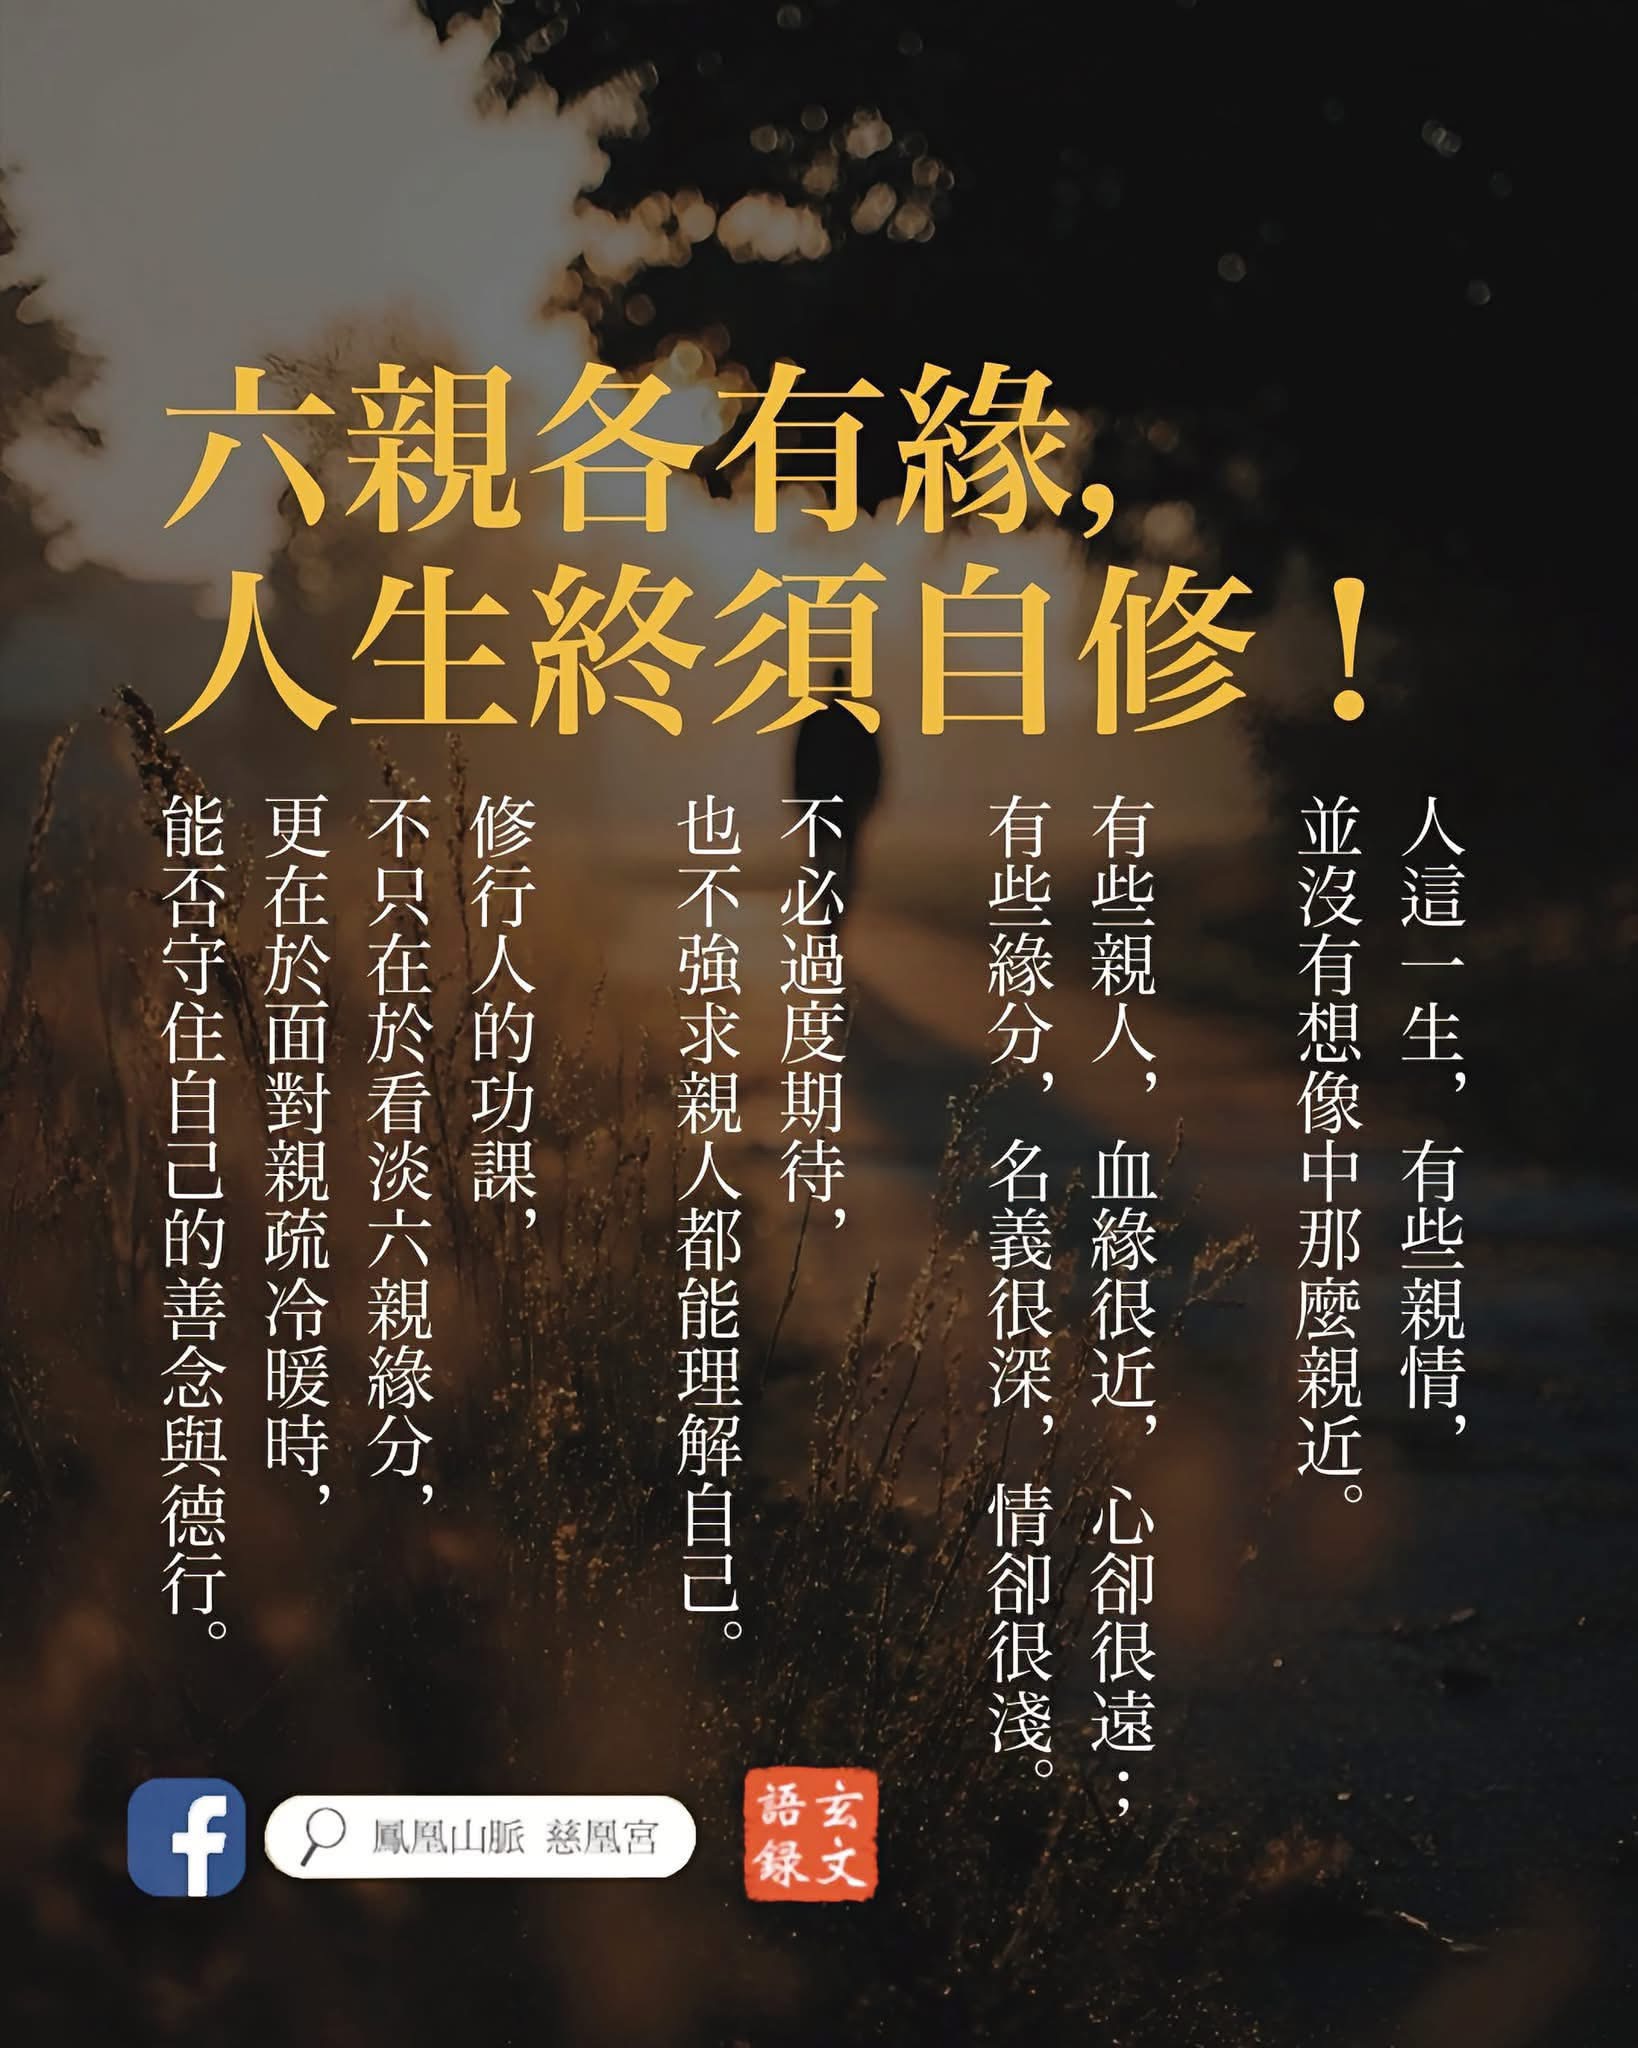 六親各有緣,
人生終須自修！
人這一生，有些親情，
並沒有想像中那麼親近。
有些親人，血緣很近，心卻很遠；
有些緣分，名義很深，情卻很淺。
不必過度期待，
也不強求親人都能理解自己。
修行人的功課，
不只在於看淡六親緣分，
更在於面對親疏冷暖時，
能否守住自己的善念與德行。
f
鳳凰山脈 慈凰宮
玄文
語録